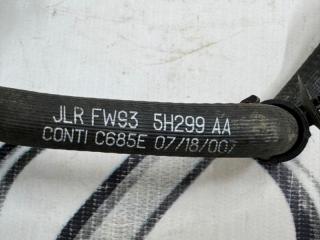 JLR FW93 5H299 AA
CONTI C685E 07/18/007